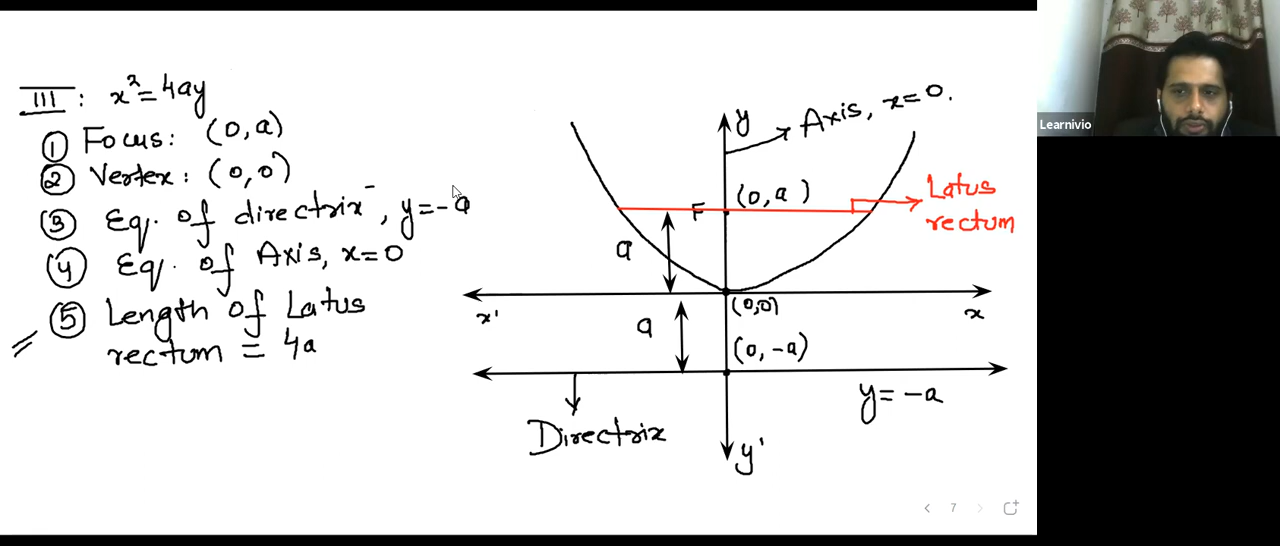 III : x² = 4ay
① Focus: (0, a)
② Vertex: (0, 0)
③ Eq. of directrix, y = -a
④ Eq. of Axis, x = 0
⑤ Length of Latus
rectum = 4a
y
Axis, x = 0.
(0, a)
F
Latus
rectum
a
x'
(0,0)
x
a
(0, -a)
y = -a
Directrix
y'
7
Learnivio